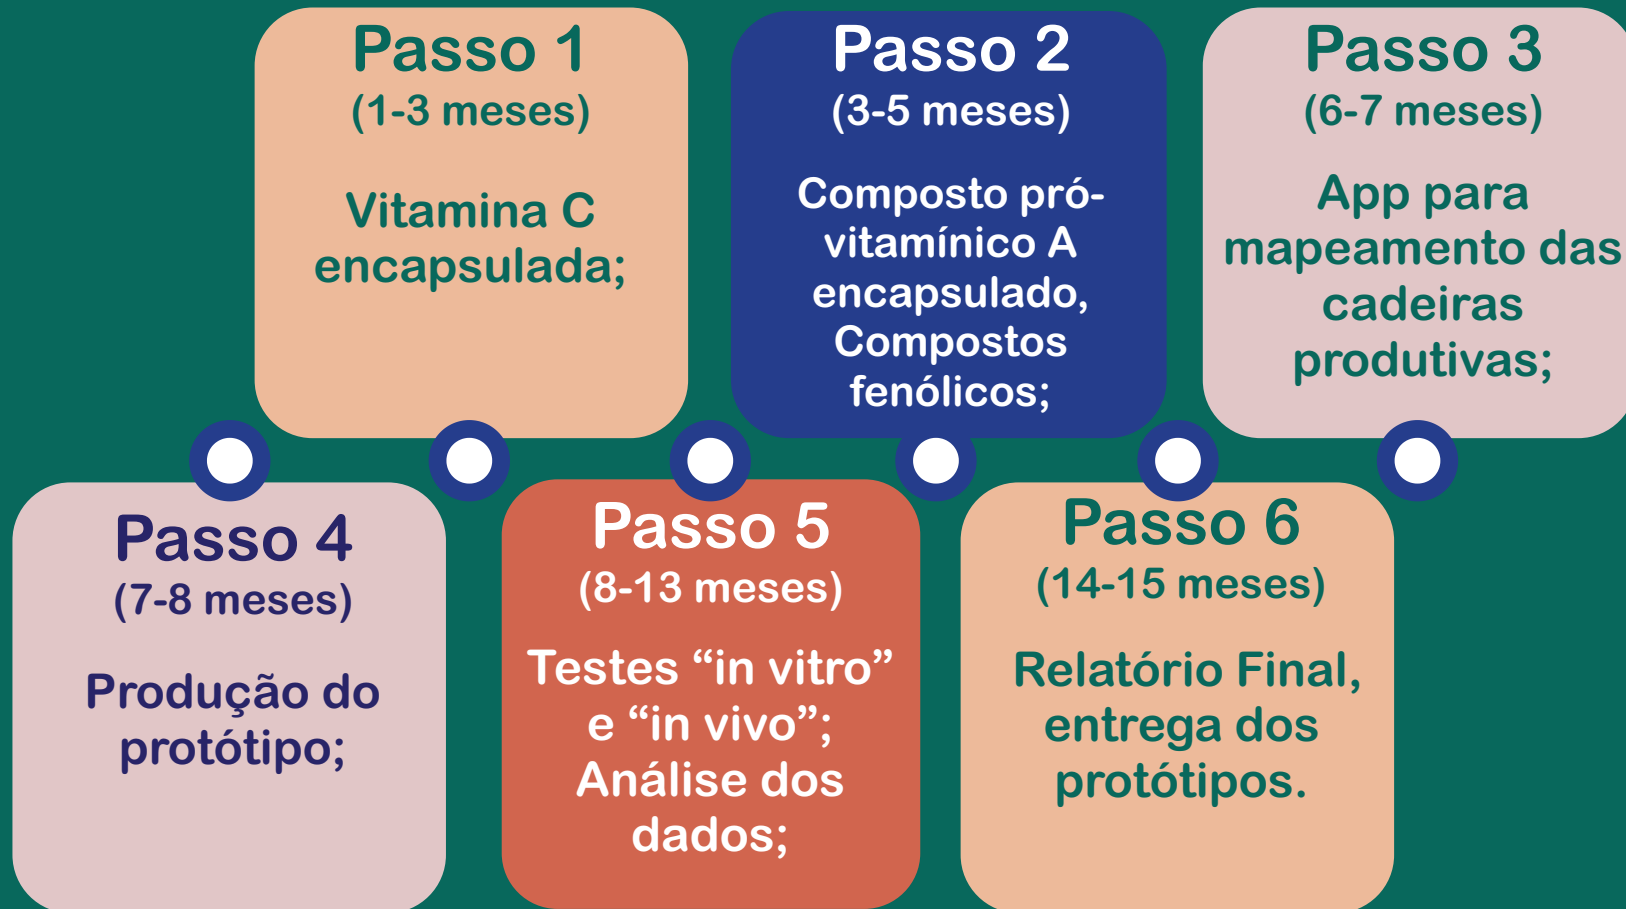 Passo 1
(1-3 meses)
Vitamina C
encapsulada;
Passo 2
(3-5 meses)
Composto pró-
vitamínico A
encapsulado,
Compostos
fenólicos;
Passo 3
(6-7 meses)
App para
mapeamento das
cadeiras
produtivas;
Passo 4
(7-8 meses)
Produção do
protótipo;
Passo 5
(8-13 meses)
Testes “in vitro”
e “in vivo”;
Análise dos
dados;
Passo 6
(14-15 meses)
Relatório Final,
entrega dos
protótipos.